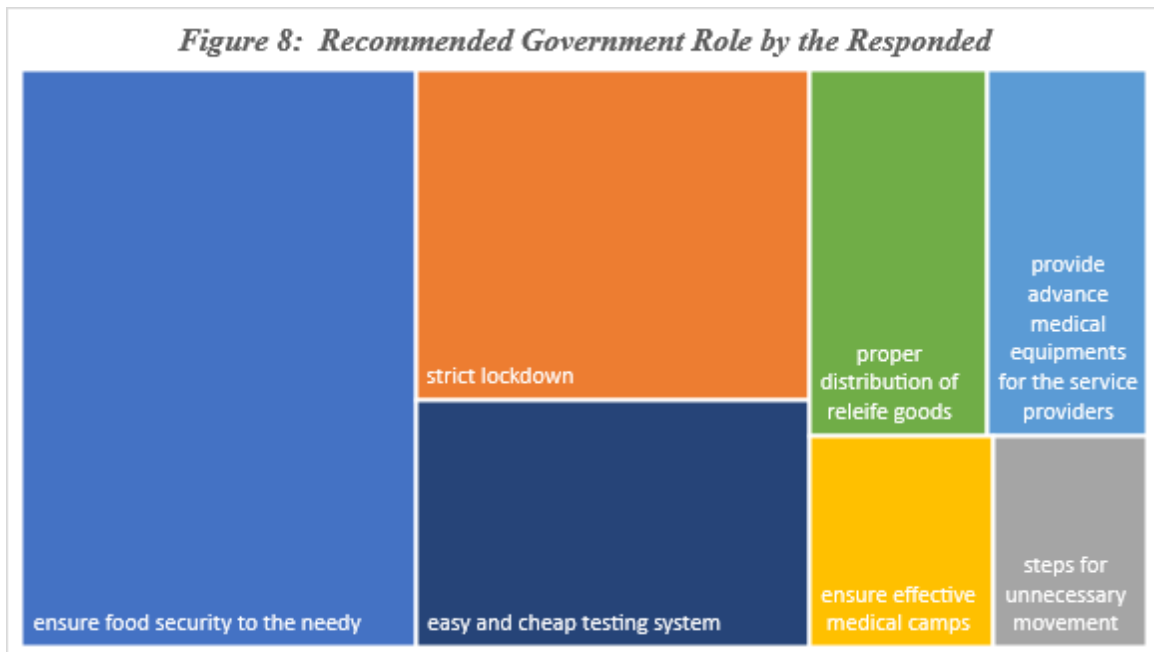 Figure 8:  Recommended Government Role by the Responded
ensure food security to the needy
strict lockdown
easy and cheap testing system
proper
distribution of
releife goods
provide
advance
medical
equipments
for the service
providers
ensure effective
medical camps
steps for
unnecessary
movement